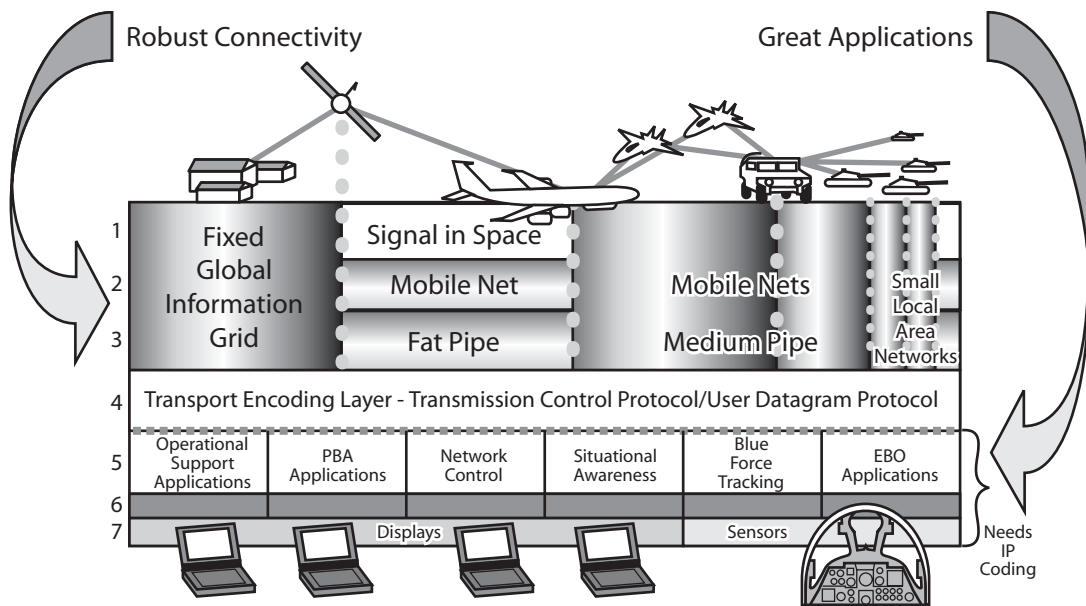 Robust Connectivity
Great Applications
1
2
3
4
5
6
7
Fixed
Global
Information
Grid
Signal in Space
Mobile Net
Fat Pipe
Mobile Nets
Medium Pipe
Small
Local
Area
Networks
Transport Encoding Layer - Transmission Control Protocol/User Datagram Protocol
Operational
Support
Applications
PBA
Applications
Network
Control
Situational
Awareness
Blue
Force
Tracking
EBO
Applications
Displays
Sensors
Needs
IP
Coding